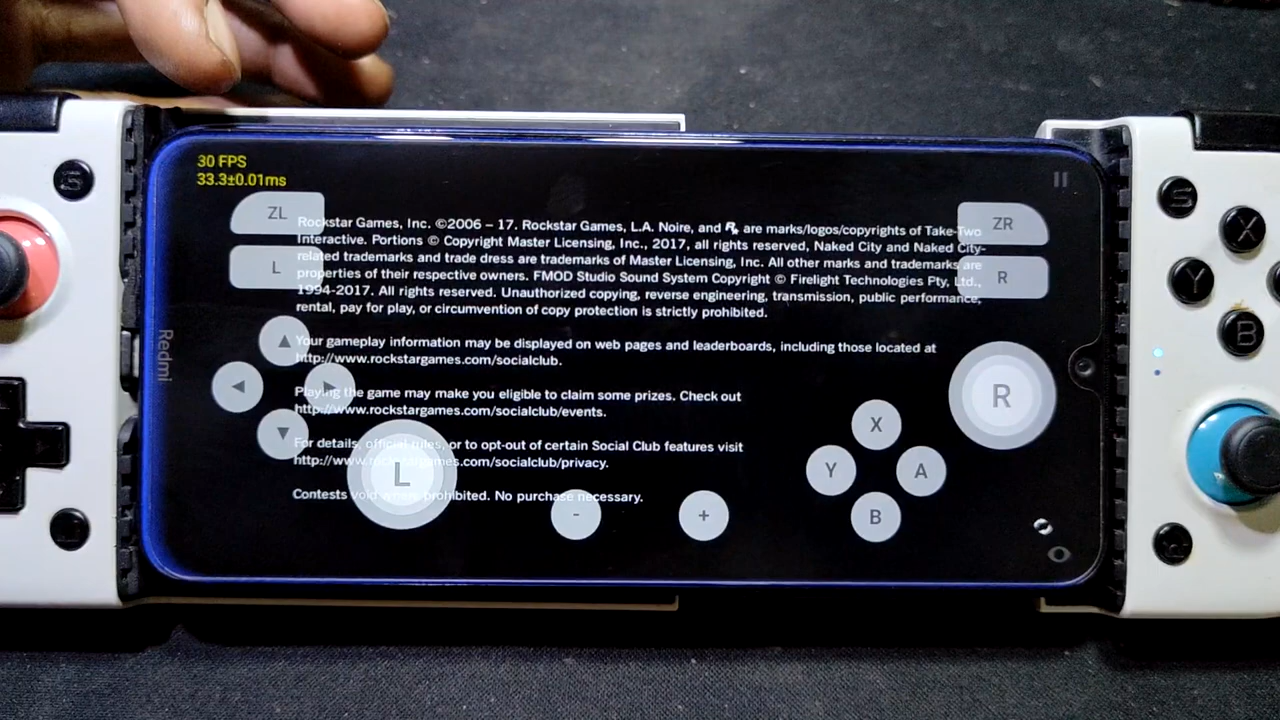 30 FPS
33.3±0.01ms
ZL
ZR
L
R
Rockstar Games, Inc. ©2006 – 17. Rockstar Games, L.A. Noire, and R* are marks/logos/copyrights of Take-Two
Interactive. Portions © Copyright Master Licensing, Inc., 2017, all rights reserved, Naked City and Naked City-
related trademarks and trade dress are trademarks of Master Licensing, Inc. All other marks and trademarks are
properties of their respective owners. FMOD Studio Sound System Copyright © Firelight Technologies Pty, Ltd.,
1994-2017. All rights reserved. Unauthorized copying, reverse engineering, transmission, public performance,
rental, pay for play, or circumvention of copy protection is strictly prohibited.
Your gameplay information may be displayed on web pages and leaderboards, including those located at
http://www.rockstargames.com/socialclub.
Playing the game may make you eligible to claim some prizes. Check out
http://www.rockstargames.com/socialclub/events.
For details, official rules, or to opt-out of certain Social Club features visit
http://www.rockstargames.com/socialclub/privacy.
Contests void where prohibited. No purchase necessary.
L
R
X
Y
A
B
-
+
Redmi
S
X
Y
B